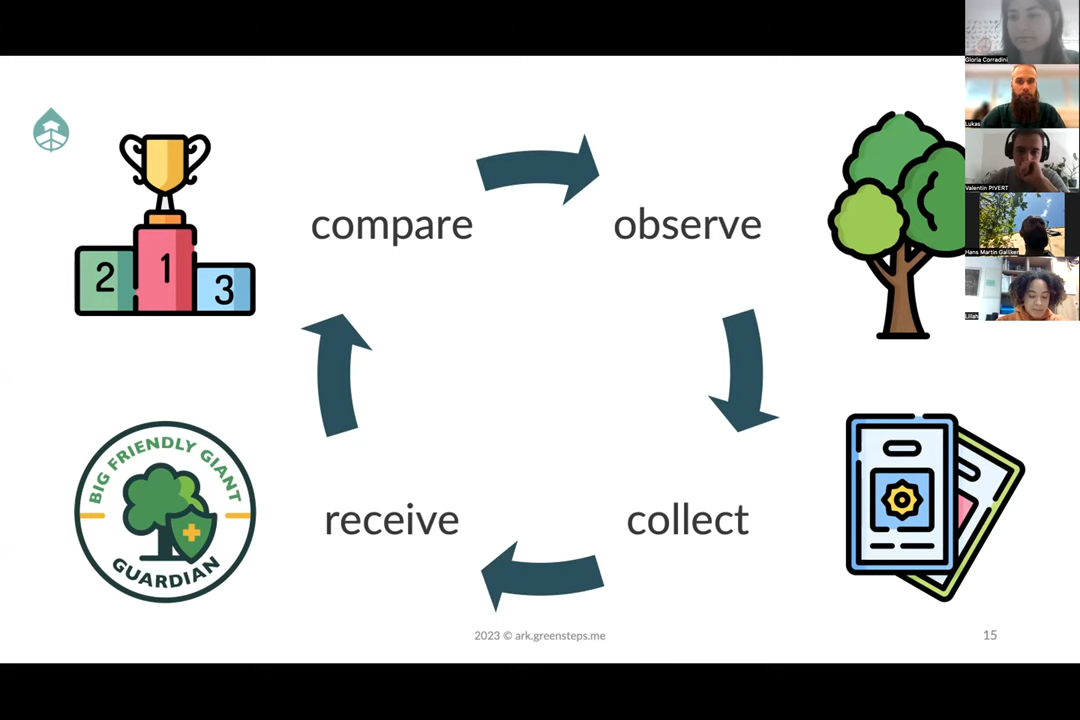 Gloria Corradini
Lukas
Valentin PIVERT
Hans Martin Galliker
Lillah
2 1 3
compare
observe
BIG FRIENDLY GIANT
GUARDIAN
receive
collect
2023 © ark.greensteps.me
15